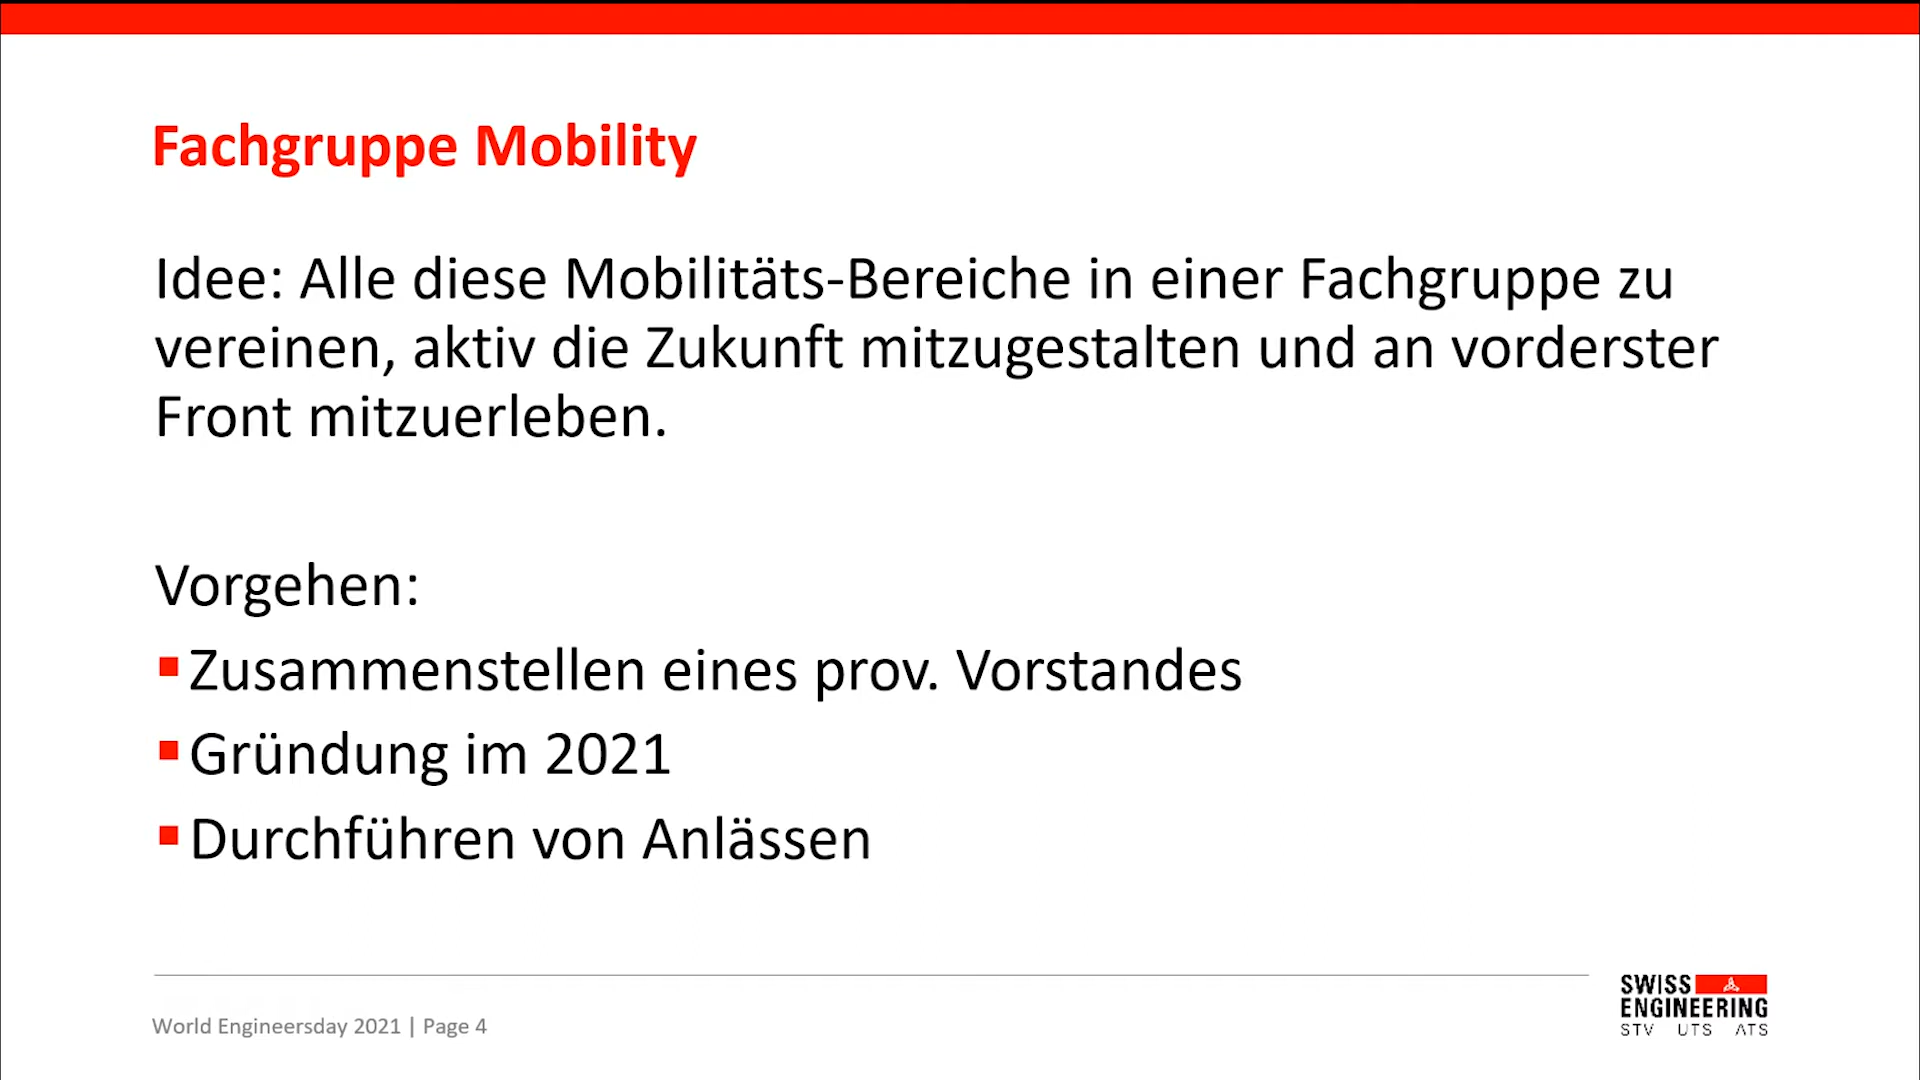 Fachgruppe Mobility
Idee: Alle diese Mobilitäts-Bereiche in einer Fachgruppe zu
vereinen, aktiv die Zukunft mitzugestalten und an vorderster
Front mitzuerleben.
Vorgehen:
Zusammenstellen eines prov. Vorstandes
Gründung im 2021
Durchführen von Anlässen
World Engineersday 2021 | Page 4
SWISS
ENGINEERING
STV UTS ATS